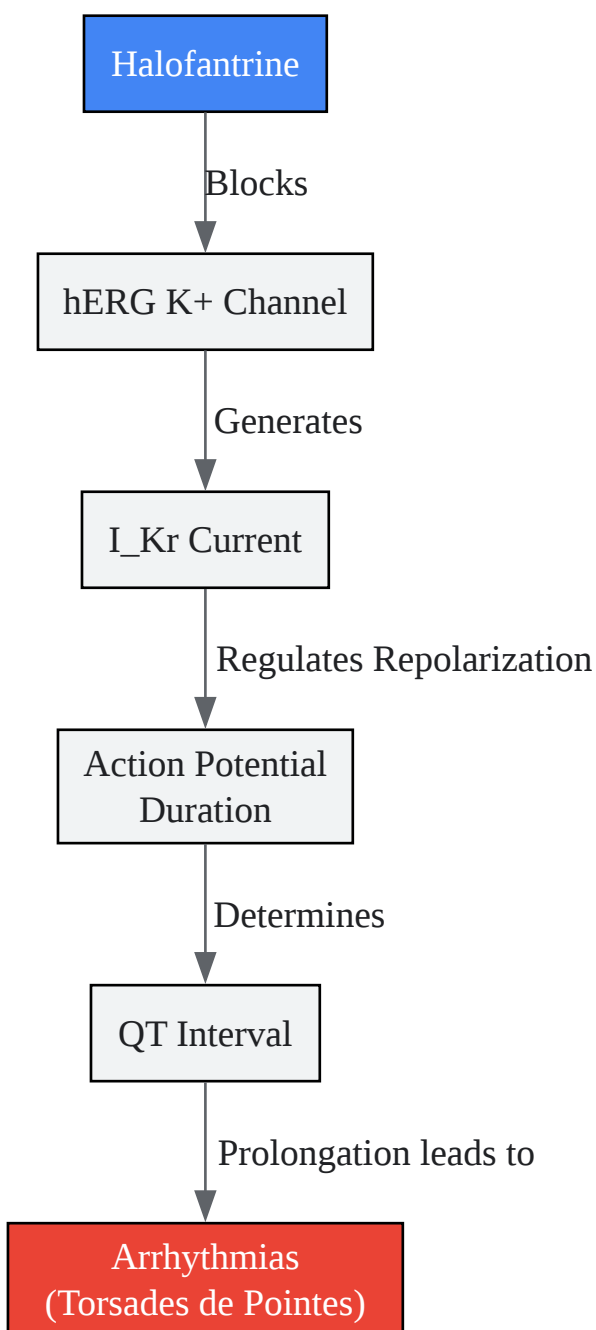 Halofantrine
Blocks
hERG K+ Channel
Generates
I_Kr Current
Regulates Repolarization
Action Potential
Duration
Determines
QT Interval
Prolongation leads to
Arrhythmias
(Torsades de Pointes)